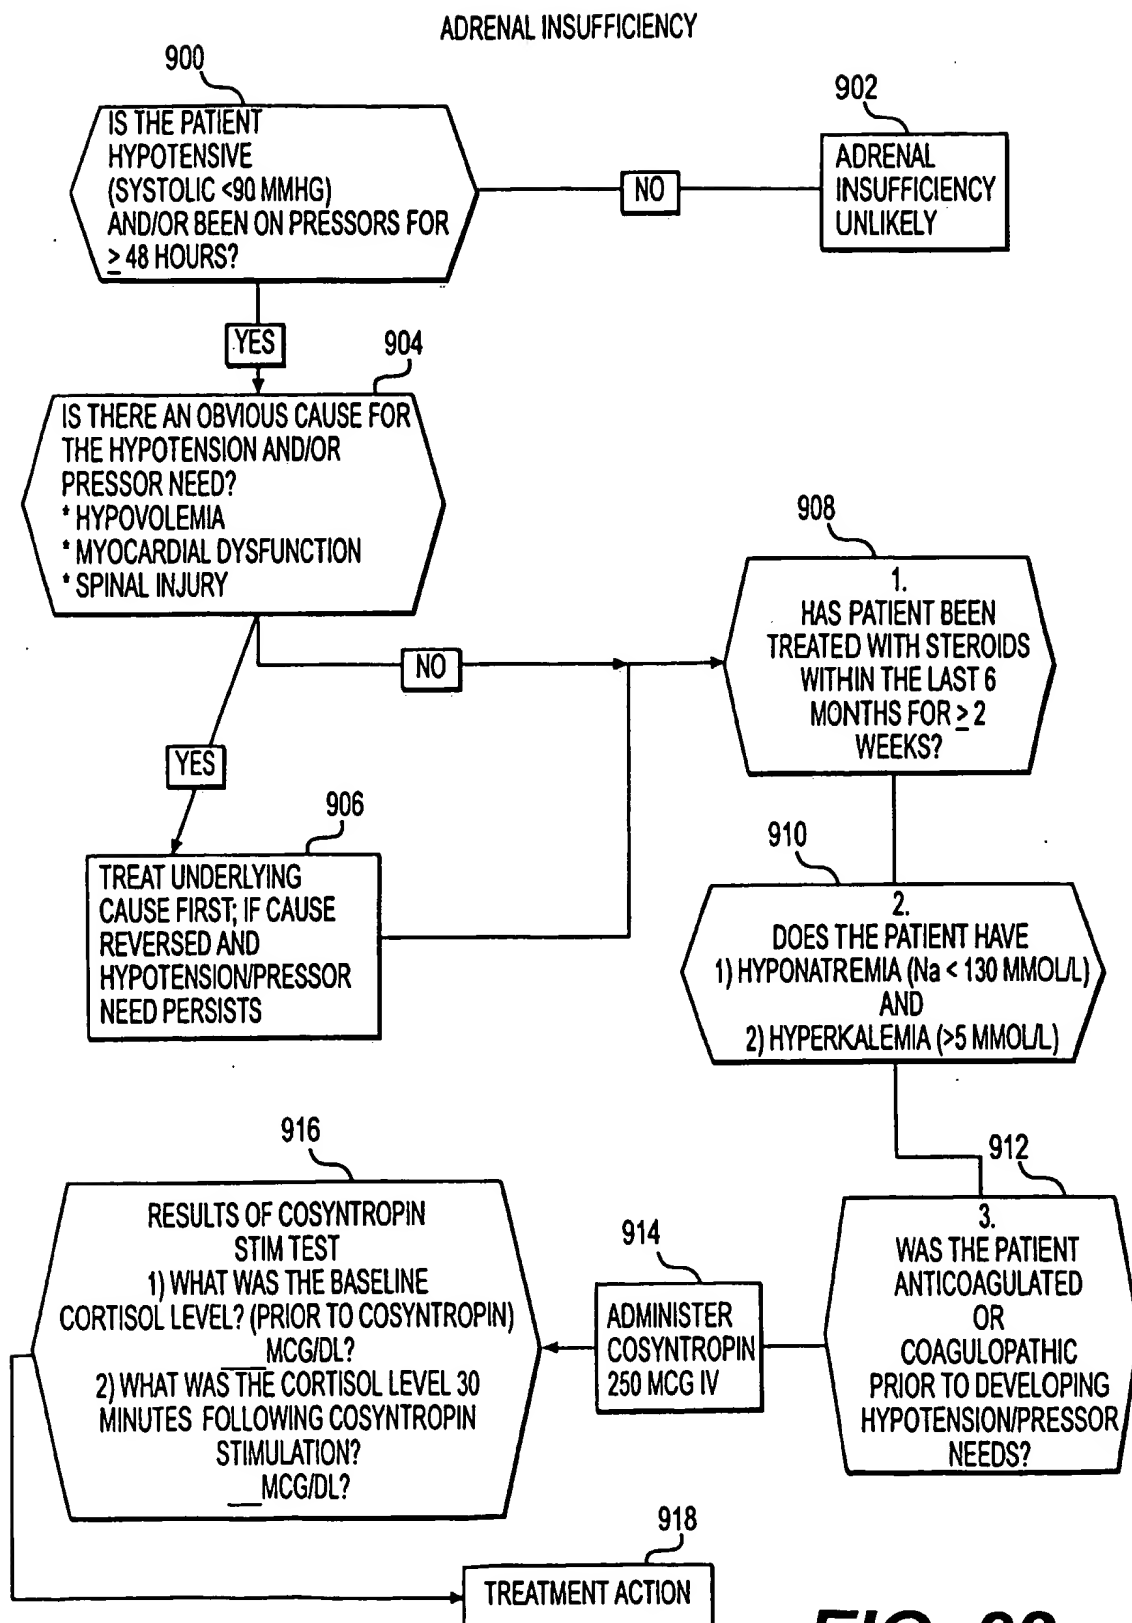 ADRENAL INSUFFICIENCY
900
IS THE PATIENT
HYPOTENSIVE
(SYSTOLIC <90 MMHG)
AND/OR BEEN ON PRESSORS FOR
≥ 48 HOURS?
NO
902
ADRENAL
INSUFFICIENCY
UNLIKELY
YES
904
IS THERE AN OBVIOUS CAUSE FOR
THE HYPOTENSION AND/OR
PRESSOR NEED?
* HYPOVOLEMIA
* MYOCARDIAL DYSFUNCTION
* SPINAL INJURY
NO
YES
906
TREAT UNDERLYING
CAUSE FIRST; IF CAUSE
REVERSED AND
HYPOTENSION/PRESSOR
NEED PERSISTS
908
1.
HAS PATIENT BEEN
TREATED WITH STEROIDS
WITHIN THE LAST 6
MONTHS FOR ≥ 2
WEEKS?
910
2.
DOES THE PATIENT HAVE
1) HYPONATREMIA (Na < 130 MMOL/L)
AND
2) HYPERKALEMIA (>5 MMOL/L)
912
3.
WAS THE PATIENT
ANTICOAGULATED
OR
COAGULOPATHIC
PRIOR TO DEVELOPING
HYPOTENSION/PRESSOR
NEEDS?
914
ADMINISTER
COSYNTROPIN
250 MCG IV
916
RESULTS OF COSYNTROPIN
STIM TEST
1) WHAT WAS THE BASELINE
CORTISOL LEVEL? (PRIOR TO COSYNTROPIN)
___MCG/DL?
2) WHAT WAS THE CORTISOL LEVEL 30
MINUTES FOLLOWING COSYNTROPIN
STIMULATION?
___MCG/DL?
918
TREATMENT ACTION